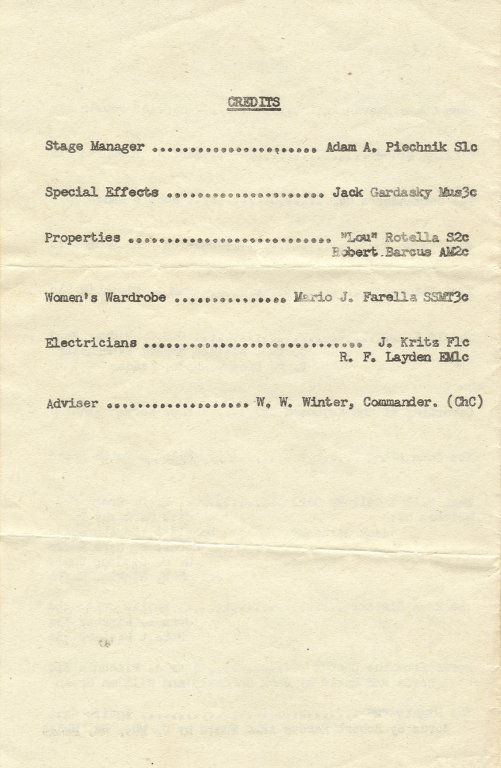 CREDITS
Stage Manager ...................... Adam A. Piechnik S1c
Special Effects ..................... Jack Gardasky Mus3c
Properties ........................... "Lou" Rotella S2c
Robert Barcus AM2c
Women's Wardrobe ............... Mario J. Farella SSMT3c
Electricians ............................. J. Kritz F1c
R. F. Layden EM1c
Adviser ................... W. W. Winter, Commander. (ChC)